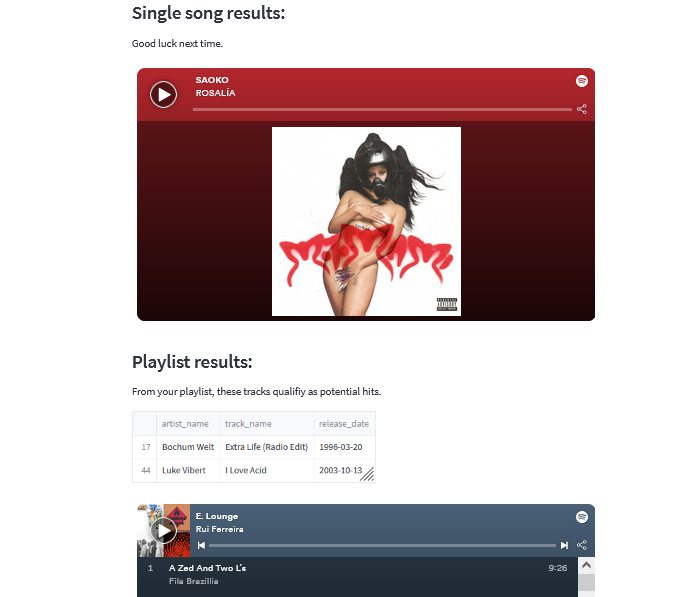 Single song results:
Good luck next time.
SAOKO
ROSALÍA
MOTOMAMI
Playlist results:
From your playlist, these tracks qualifiy as potential hits.
artist_name track_name release_date
17 Bochum Welt Extra Life (Radio Edit) 1996-03-20
44 Luke Vibert I Love Acid 2003-10-13
E. Lounge
Rui Ferreira
1 A Zed And Two L's 9:26
Fila Brazillia